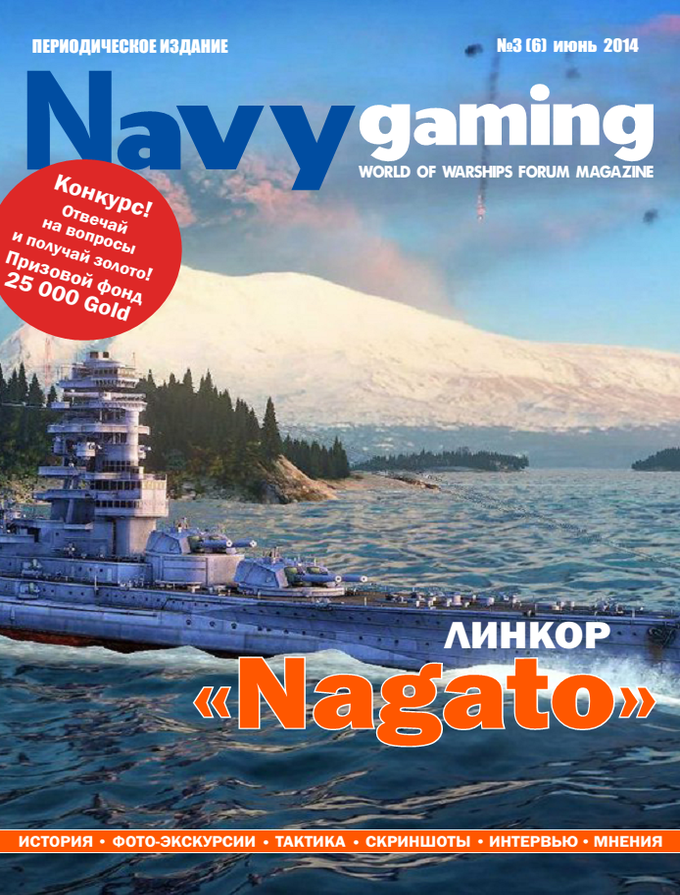 ПЕРИОДИЧЕСКОЕ ИЗДАНИЕ
№3 (6) июнь 2014
Navy gaming
WORLD OF WARSHIPS FORUM MAGAZINE
Конкурс!
Отвечай
на вопросы
и получай золото!
Призовой фонд
25 000 Gold
ЛИНКОР
«Nagato»
ИСТОРИЯ • ФОТО-ЭКСКУРСИИ • ТАКТИКА • СКРИНШОТЫ • ИНТЕРВЬЮ • МНЕНИЯ